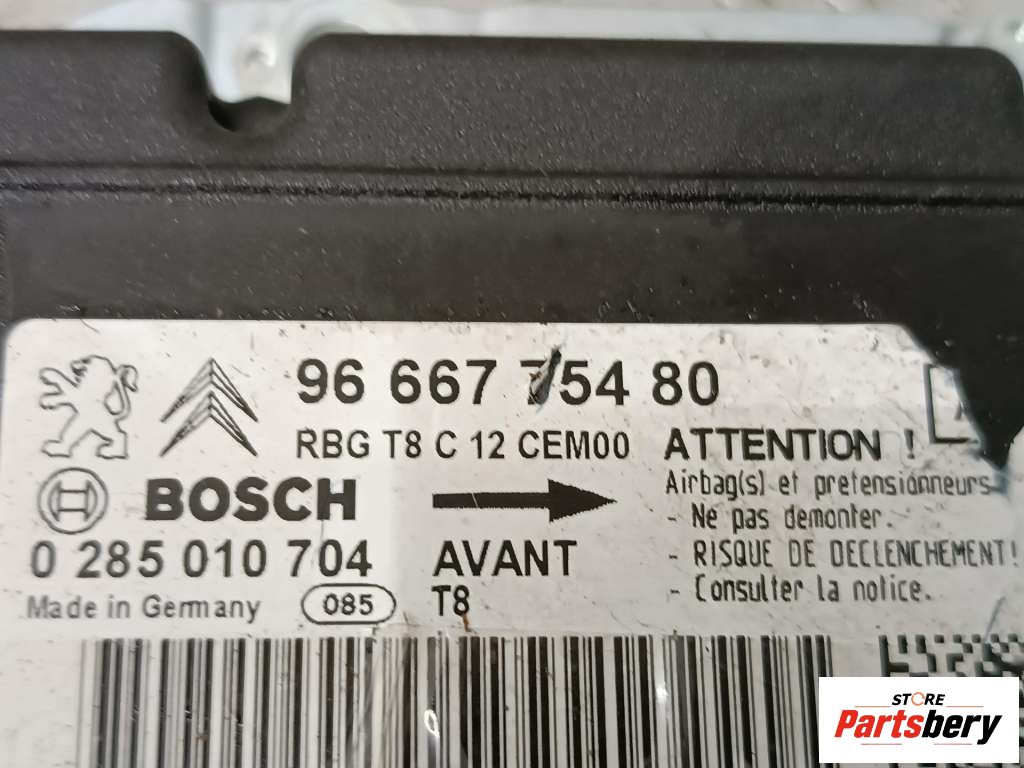 96 667 754 80
RBG T8 C 12 CEM00
ATTENTION !
Airbag(s) et pretensionneurs
- Ne pas demonter.
- RISQUE DE DECLENCHEMENT!
- Consulter la notice.
BOSCH
0 285 010 704
AVANT
Made in Germany
085
T8
STORE
Partsbery